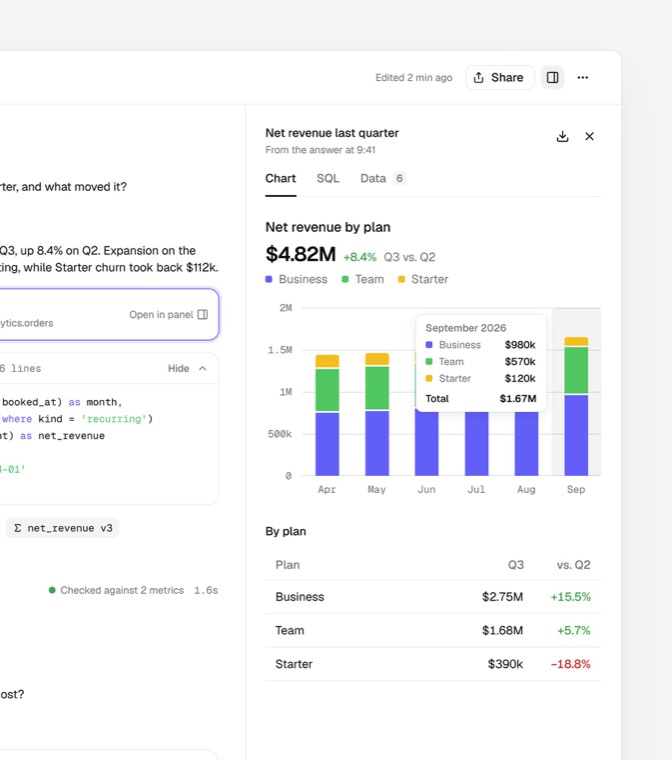 Edited 2 min ago
Share
rter, and what moved it?
Q3, up 8.4% on Q2. Expansion on the
ting, while Starter churn took back $112k.
Open in panel
ytics.orders
6 lines
Hide
booked_at) as month,
(where kind = 'recurring')
nt) as net_revenue
4-01'
Σ net_revenue v3
Checked against 2 metrics 1.6s
ost?
Net revenue last quarter
From the answer at 9:41
Chart SQL Data 6
Net revenue by plan
$4.82M +8.4% Q3 vs. Q2
Business Team Starter
2M
1.5M
1M
500k
0
September 2026
Business $980k
Team $570k
Starter $120k
Total $1.67M
Apr May Jun Jul Aug Sep
By plan
Plan Q3 vs. Q2
Business $2.75M +15.5%
Team $1.68M +5.7%
Starter $390k −18.8%